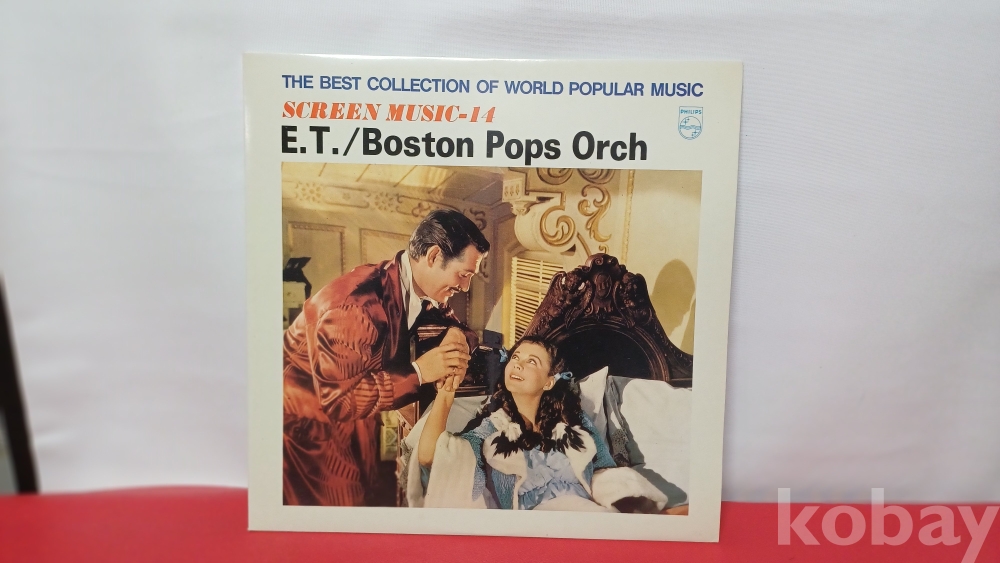 THE BEST COLLECTION OF WORLD POPULAR MUSIC
SCREEN MUSIC-14
PHILIPS
E.T./Boston Pops Orch
kobay